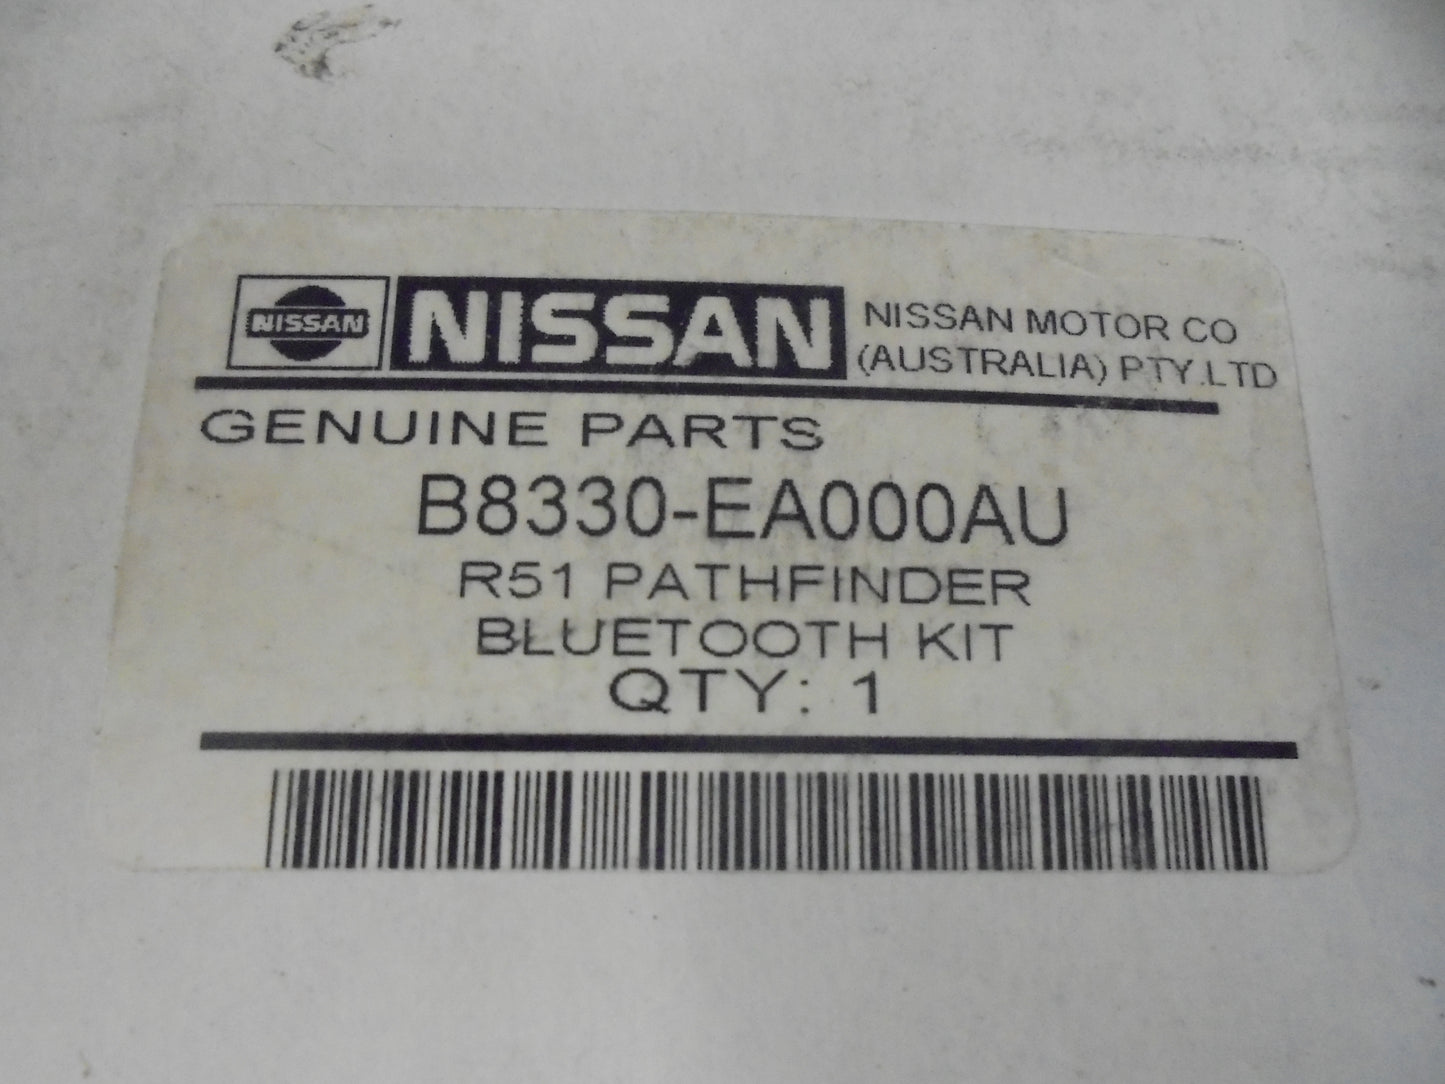 NISSAN
NISSAN
NISSAN MOTOR CO
(AUSTRALIA) PTY.LTD
GENUINE PARTS
B8330-EA000AU
R51 PATHFINDER
BLUETOOTH KIT
QTY: 1